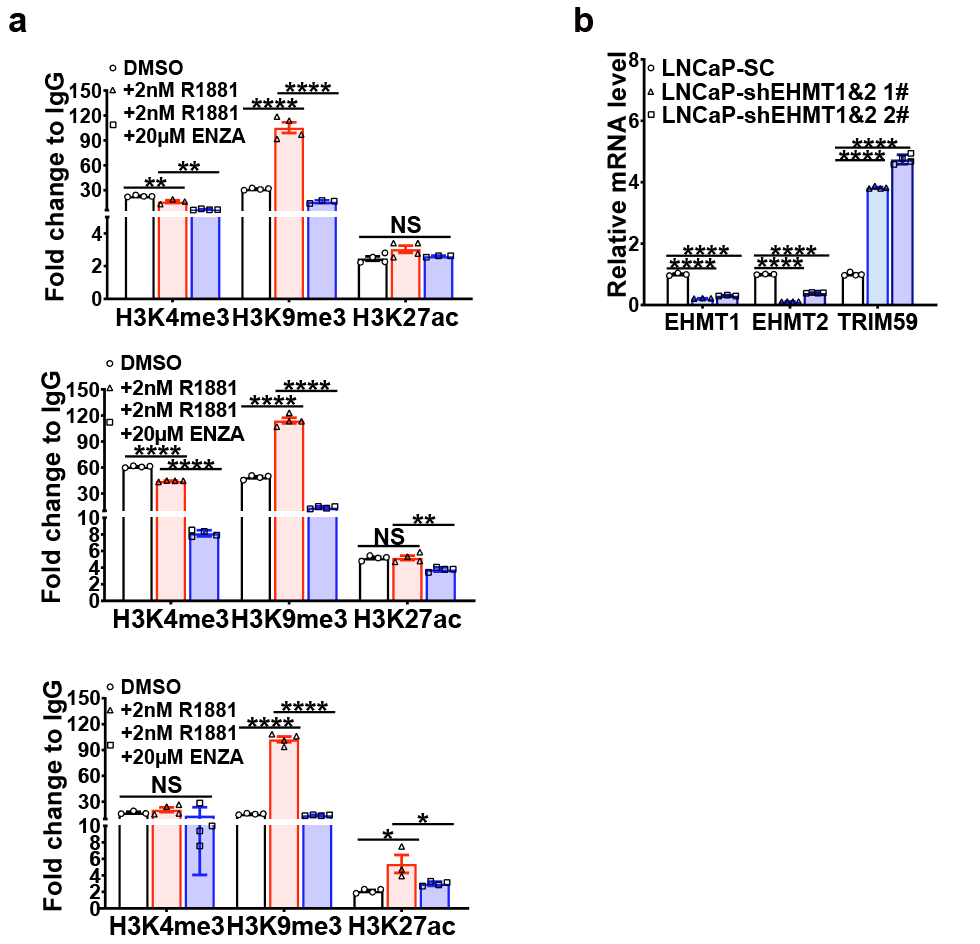 a
DMSO
+2nM R1881
+2nM R1881
+20μM ENZA
Fold change to IgG
150
120
90
60
30
4
2
0
**
**
****
****
NS
H3K4me3 H3K9me3 H3K27ac
DMSO
+2nM R1881
+2nM R1881
+20μM ENZA
Fold change to IgG
150
120
90
60
30
10
8
6
4
2
0
****
****
****
****
NS
**
H3K4me3 H3K9me3 H3K27ac
DMSO
+2nM R1881
+2nM R1881
+20μM ENZA
Fold change to IgG
150
120
90
60
30
10
8
6
4
2
0
NS
****
****
*
*
H3K4me3 H3K9me3 H3K27ac
b
LNCaP-SC
LNCaP-shEHMT1&2 1#
LNCaP-shEHMT1&2 2#
Relative mRNA level
8
6
4
2
0
****
****
****
****
****
****
EHMT1 EHMT2 TRIM59